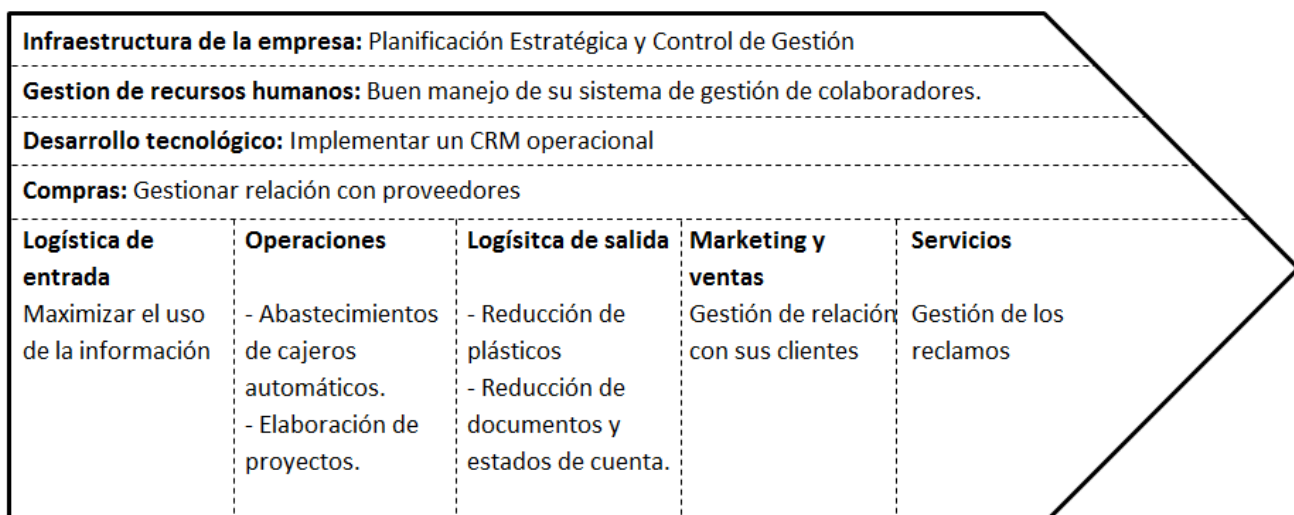 Infraestructura de la empresa: Planificación Estratégica y Control de Gestión
Gestion de recursos humanos: Buen manejo de su sistema de gestión de colaboradores.
Desarrollo tecnológico: Implementar un CRM operacional
Compras: Gestionar relación con proveedores
Logística de
entrada
Maximizar el uso
de la información
Operaciones
- Abastecimientos
de cajeros
automáticos.
- Elaboración de
proyectos.
Logísitca de salida
- Reducción de
plásticos
- Reducción de
documentos y
estados de cuenta.
Marketing y
ventas
Gestión de relación
con sus clientes
Servicios
Gestión de los
reclamos